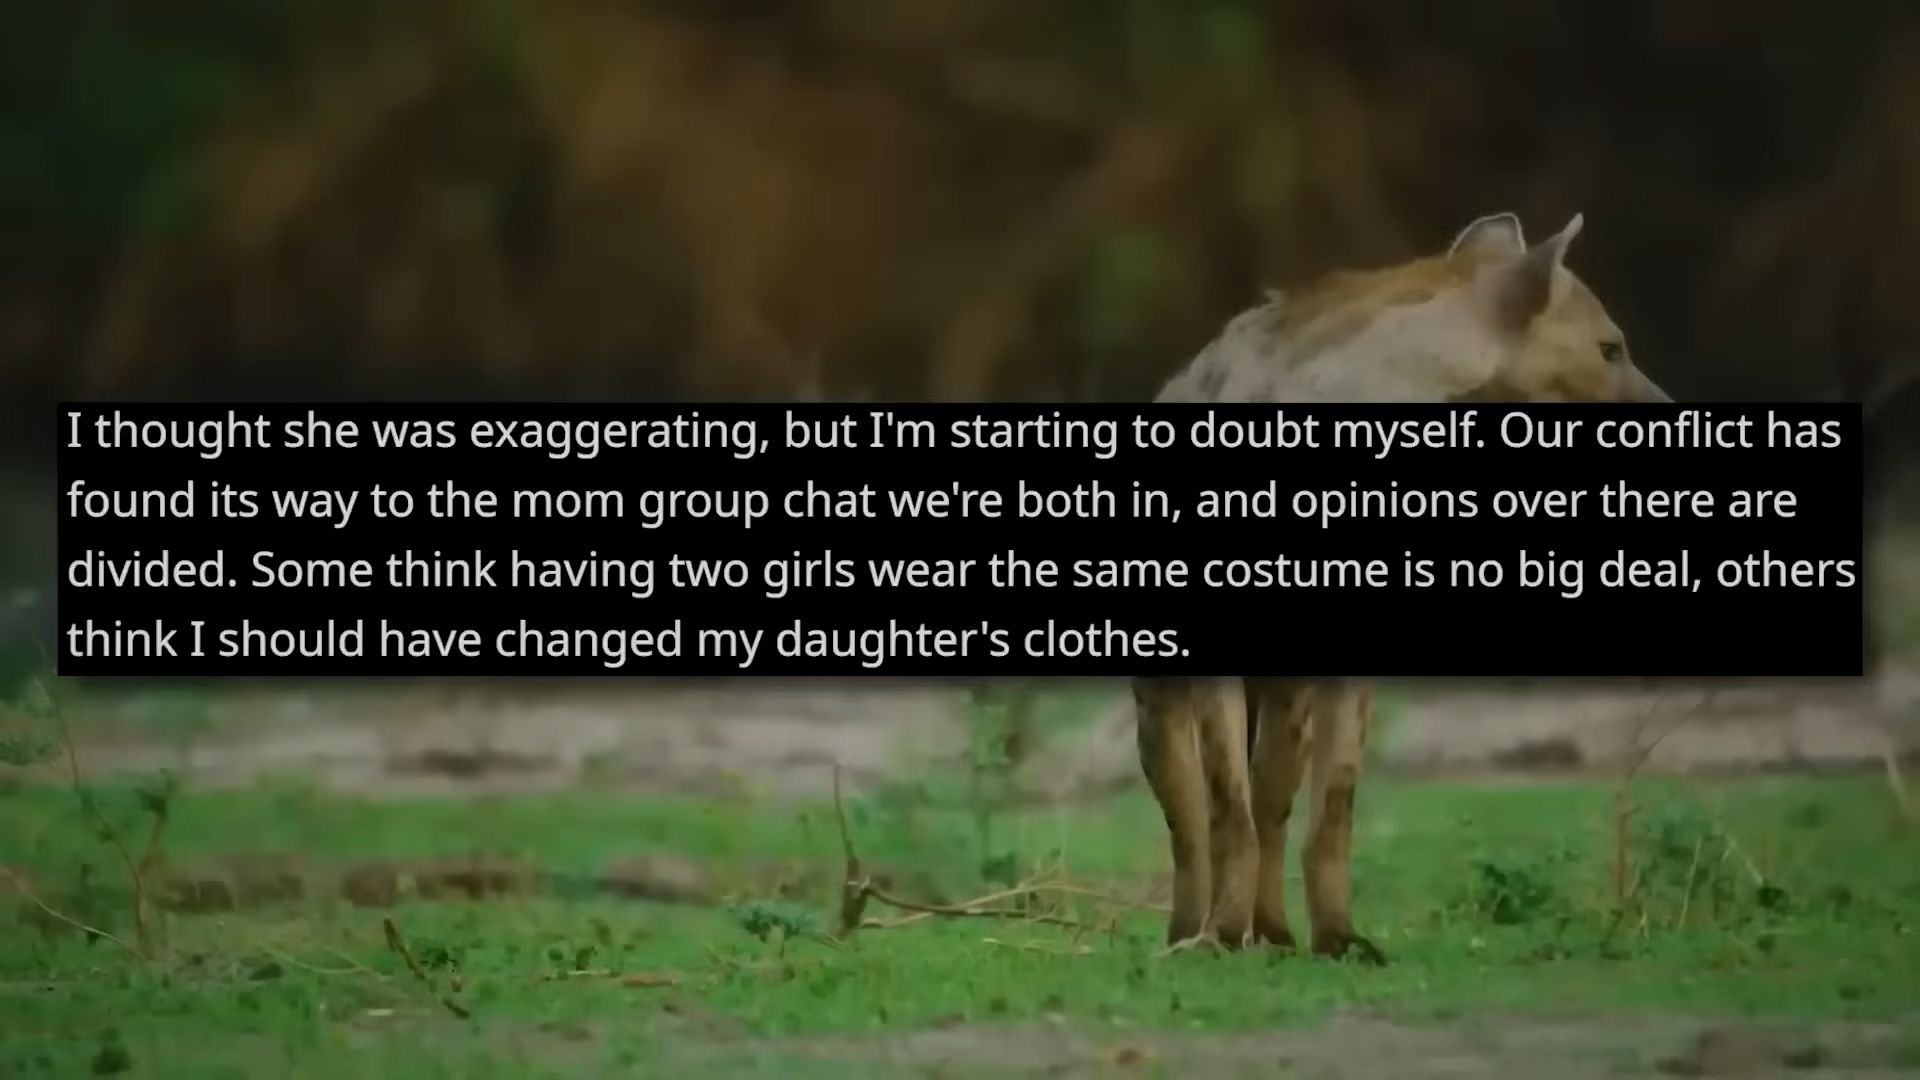 I thought she was exaggerating, but I'm starting to doubt myself. Our conflict has
found its way to the mom group chat we're both in, and opinions over there are
divided. Some think having two girls wear the same costume is no big deal, others
think I should have changed my daughter's clothes.